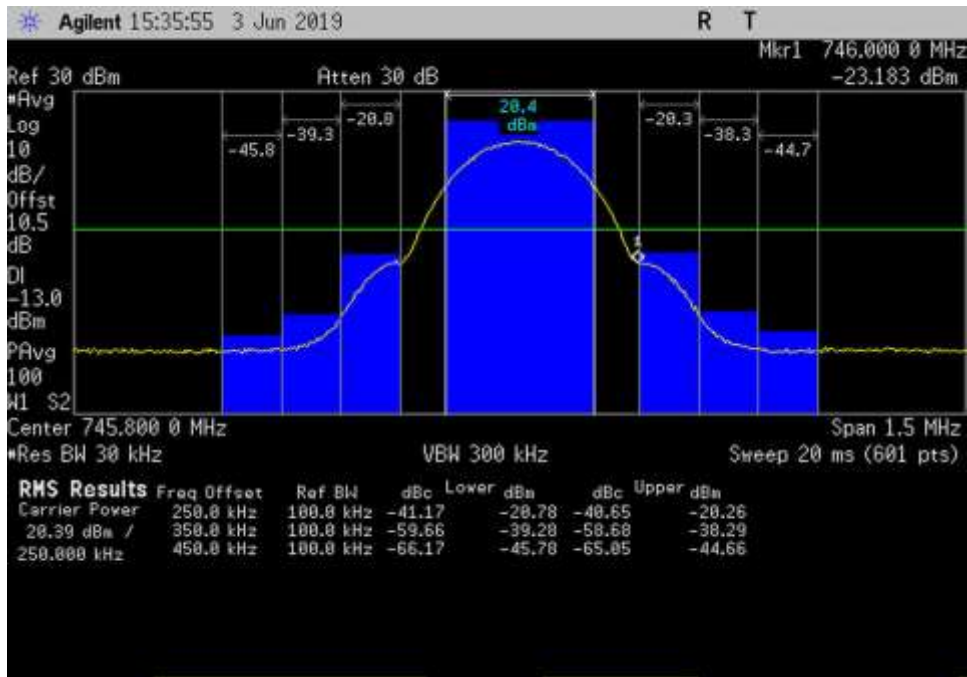 Agilent 15:35:55 3 Jun 2019 R T
Mkr1 746.000 0 MHz
Ref 30 dBm Atten 30 dB -23.183 dBm
#Avg
Log
10
dB/
Offst
10.5
dB
DI
-13.0
dBm
PAvg
100
W1 S2
-45.8
-39.3
-20.8
20.4
dBm
-20.3
-38.3
-44.7
1
Center 745.800 0 MHz Span 1.5 MHz
#Res BW 30 kHz VBW 300 kHz Sweep 20 ms (601 pts)
RMS Results Freq Offset Ref BW dBc Lower dBm dBc Upper dBm
Carrier Power 250.0 kHz 100.0 kHz -41.17 -20.78 -40.65 -20.26
20.39 dBm / 350.0 kHz 100.0 kHz -59.66 -39.28 -58.68 -38.29
250.000 kHz 450.0 kHz 100.0 kHz -66.17 -45.78 -65.05 -44.66